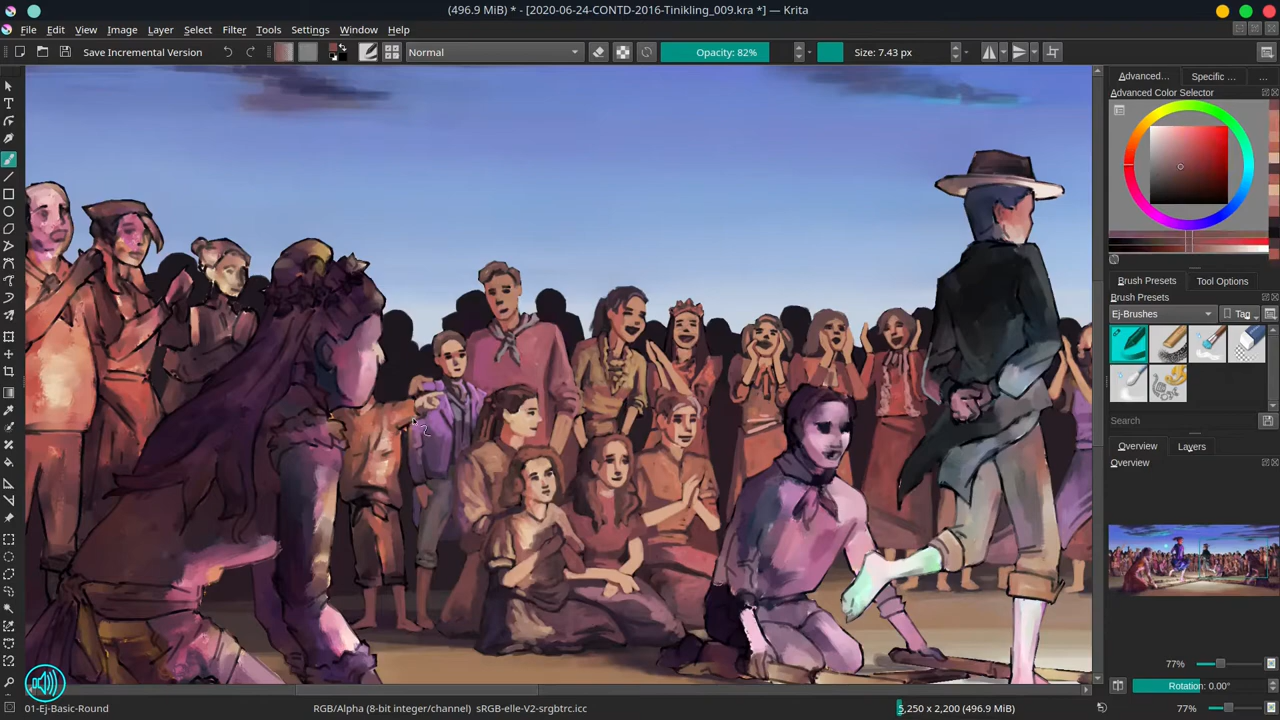 (496.9 MiB) * - [2020-06-24-CONTD-2016-Tinikling_009.kra *] — Krita
File Edit View Image Layer Select Filter Tools Settings Window Help
Save Incremental Version Normal Opacity: 82% Size: 7.43 px
Advanced... Specific ... ...
Advanced Color Selector
Brush Presets Tool Options
Brush Presets
Ej-Brushes Tag
Search
Overview Layers
Overview
77%
Rotation: 0.00°
01-Ej-Basic-Round RGB/Alpha (8-bit integer/channel) sRGB-elle-V2-srgbtrc.icc 5,250 x 2,200 (496.9 MiB) 77%